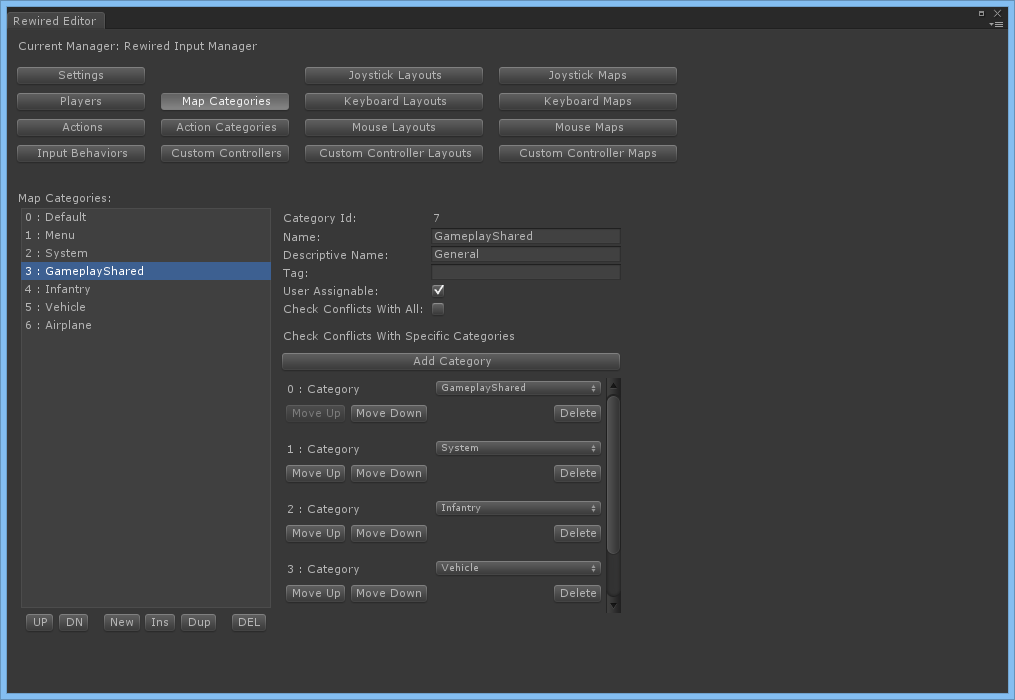 Rewired Editor
Current Manager: Rewired Input Manager
Settings
Joystick Layouts
Joystick Maps
Players
Map Categories
Keyboard Layouts
Keyboard Maps
Actions
Action Categories
Mouse Layouts
Mouse Maps
Input Behaviors
Custom Controllers
Custom Controller Layouts
Custom Controller Maps
Map Categories:
0 : Default
1 : Menu
2 : System
3 : GameplayShared
4 : Infantry
5 : Vehicle
6 : Airplane
UP
DN
New
Ins
Dup
DEL
Category Id: 7
Name: GameplayShared
Descriptive Name: General
Tag:
User Assignable:
Check Conflicts With All:
Check Conflicts With Specific Categories
Add Category
0 : Category GameplayShared
Move Up Move Down Delete
1 : Category System
Move Up Move Down Delete
2 : Category Infantry
Move Up Move Down Delete
3 : Category Vehicle
Move Up Move Down Delete